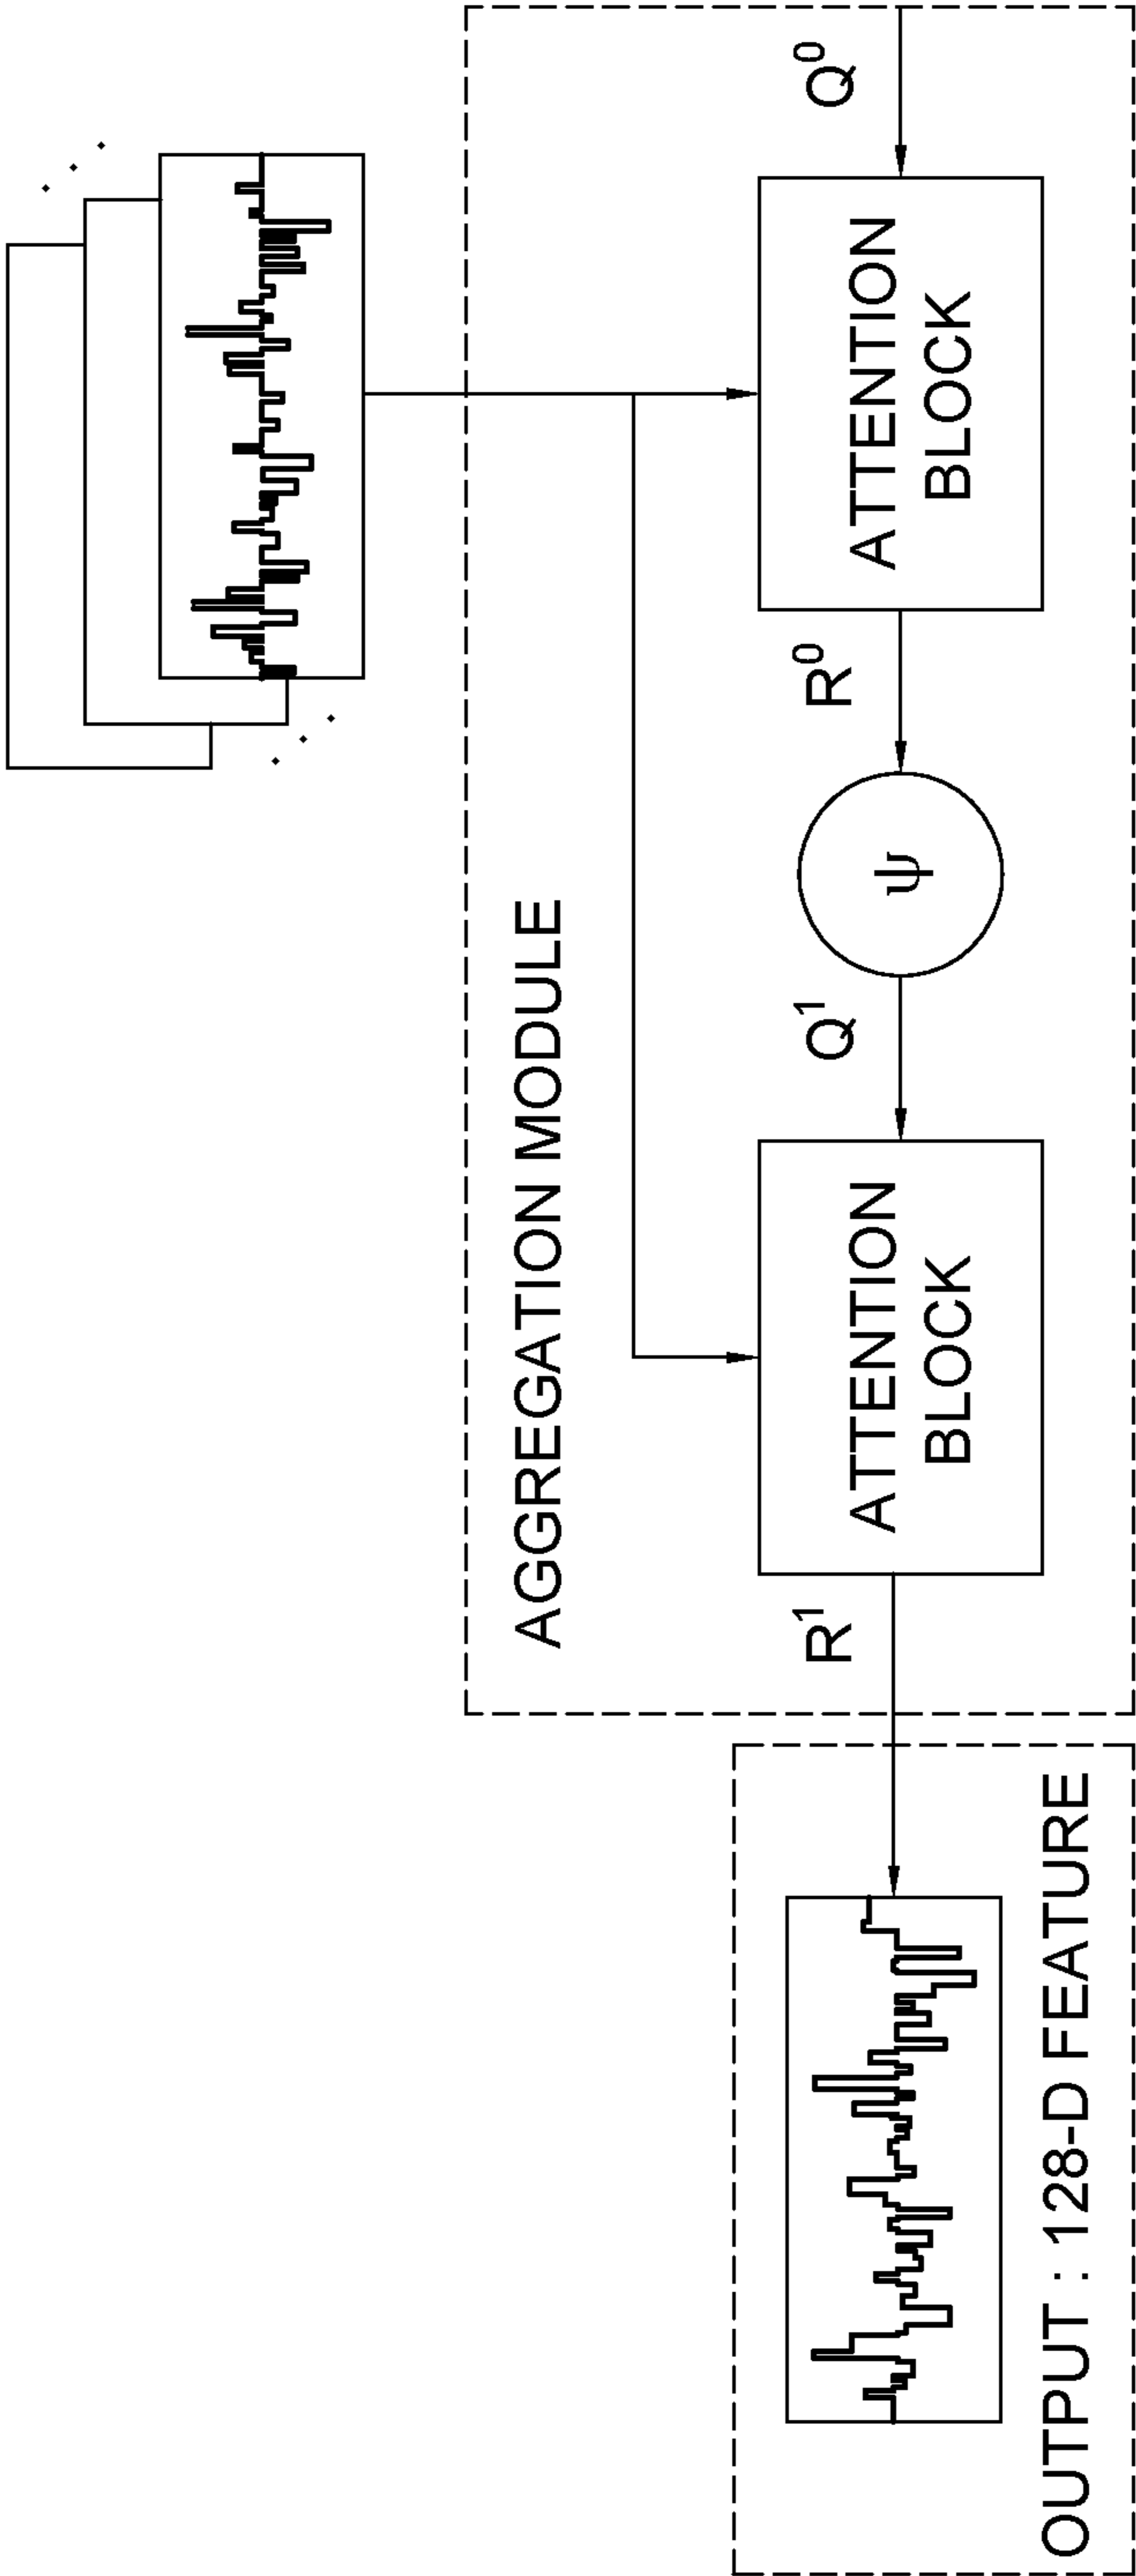 AGGREGATION MODULE
ATTENTION
BLOCK
ATTENTION
BLOCK
R¹
Q¹
ψ
R⁰
Q⁰
OUTPUT : 128-D FEATURE